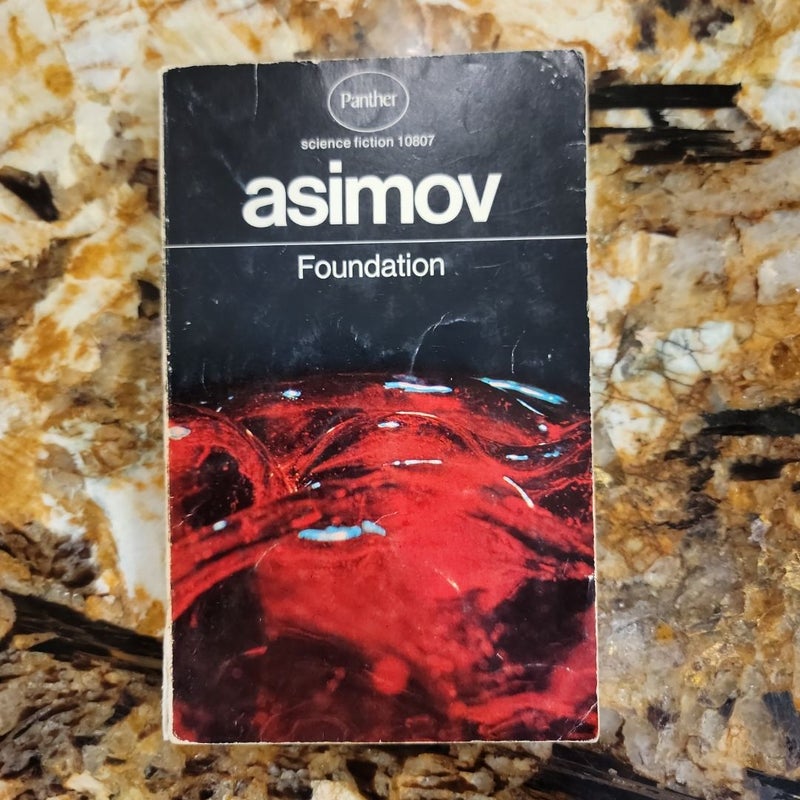 Panther
science fiction 10807
asimov
Foundation